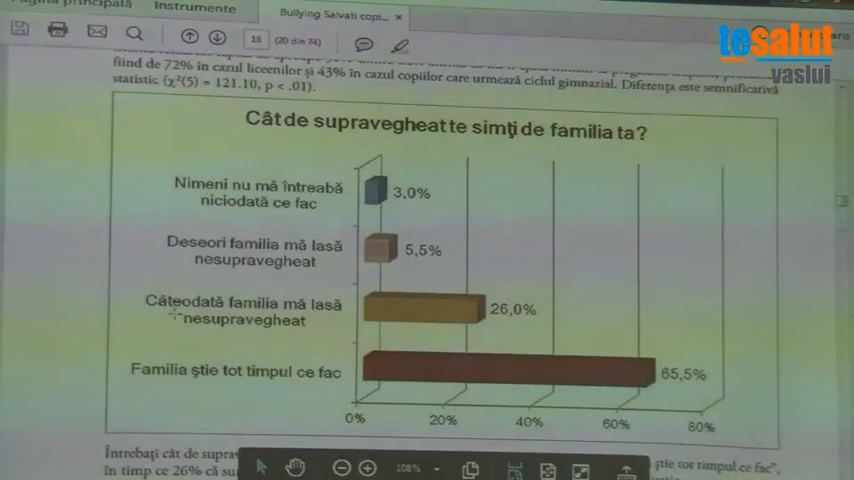 Pagina principală
Instrumente
Bullying Salvati copi... ×
18
(20 din 74)
tesalut
vaslui
fiind de 72% în cazul liceenilor și 43% în cazul copiilor care urmează ciclul gimnazial. Diferența este semnificativă
statistic (χ²(5) = 121.10, p < .01).
Cât de supravegheat te simţi de familia ta?
Nimeni nu mă întreabă
niciodată ce fac
3,0%
Deseori familia mă lasă
nesupravegheat
5,5%
Câteodată familia mă lasă
nesupravegheat
26,0%
Familia ştie tot timpul ce fac
65,5%
0%
20%
40%
60%
80%
Întrebați cât de suprav
știe tot timpul ce fac",
în timp ce 26% că su
108%